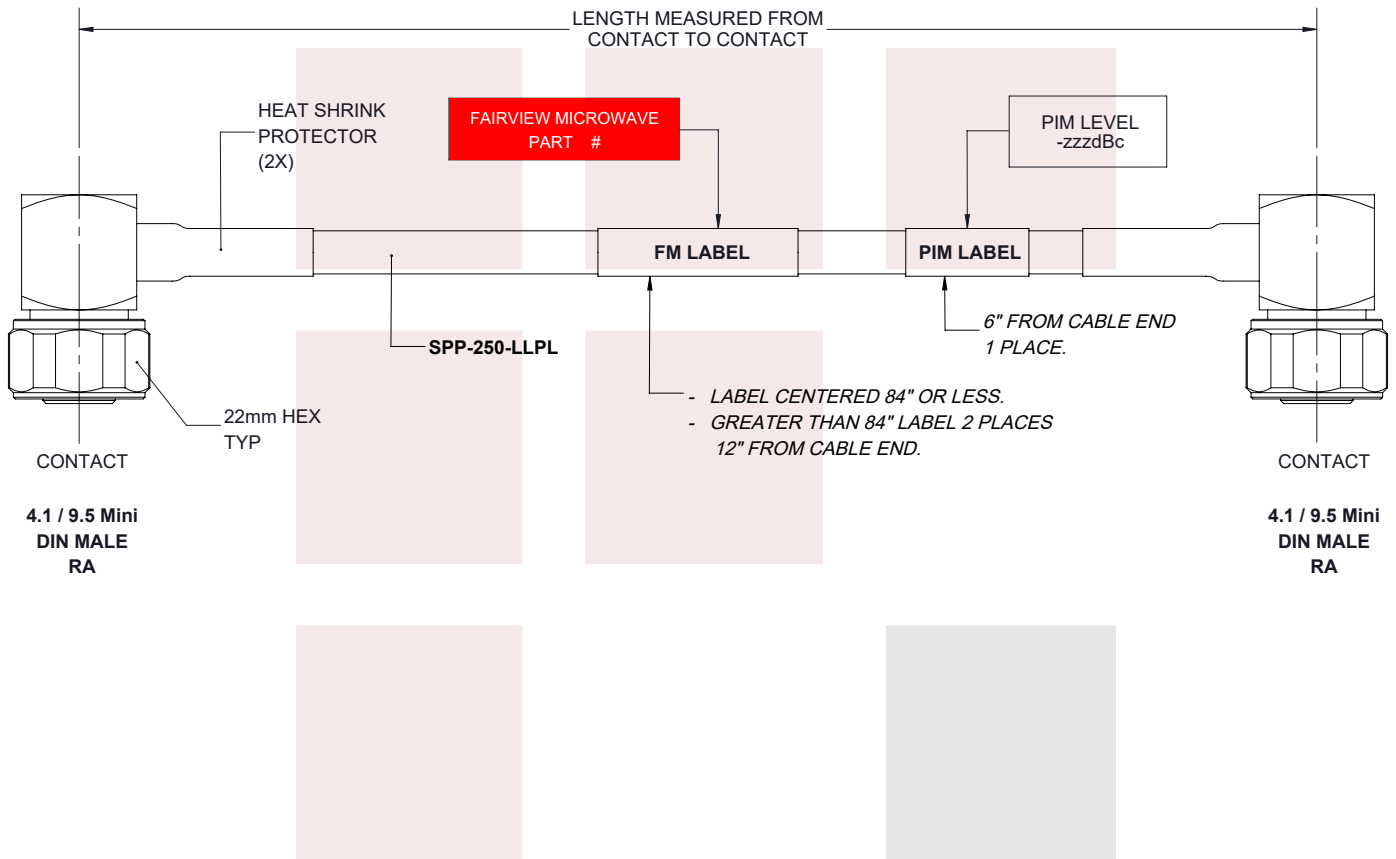 LENGTH MEASURED FROM
CONTACT TO CONTACT
HEAT SHRINK
PROTECTOR
(2X)
FAIRVIEW MICROWAVE
PART #
PIM LEVEL
-zzzdBc
FM LABEL
PIM LABEL
SPP-250-LLPL
6" FROM CABLE END
1 PLACE.
- LABEL CENTERED 84" OR LESS.
- GREATER THAN 84" LABEL 2 PLACES
12" FROM CABLE END.
22mm HEX
TYP
CONTACT
4.1 / 9.5 Mini
DIN MALE
RA
CONTACT
4.1 / 9.5 Mini
DIN MALE
RA